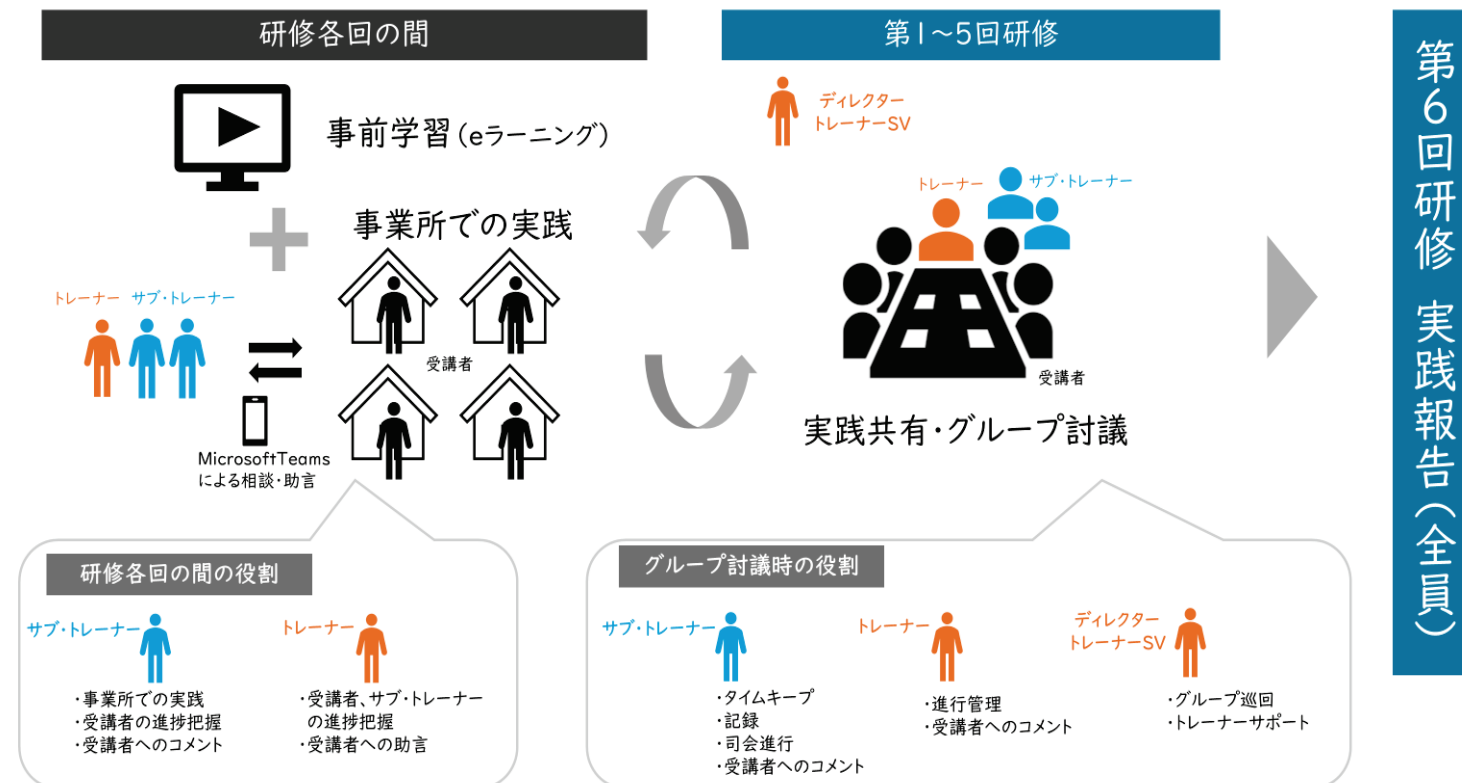 研修各回の間
第1～5回研修
事前学習(eラーニング)
ディレクター
トレーナーSV
トレーナー
サブ・トレーナー
事業所での実践
トレーナー サブ・トレーナー
受講者
受講者
MicrosoftTeams
による相談・助言
実践共有・グループ討議
第6回研修 実践報告(全員)
研修各回の間の役割
サブ・トレーナー
・事業所での実践
・受講者の進捗把握
・受講者へのコメント
トレーナー
・受講者、サブ・トレーナー
の進捗把握
・受講者への助言
グループ討議時の役割
サブ・トレーナー
・タイムキープ
・記録
・司会進行
・受講者へのコメント
トレーナー
・進行管理
・受講者へのコメント
ディレクター
トレーナーSV
・グループ巡回
・トレーナーサポート